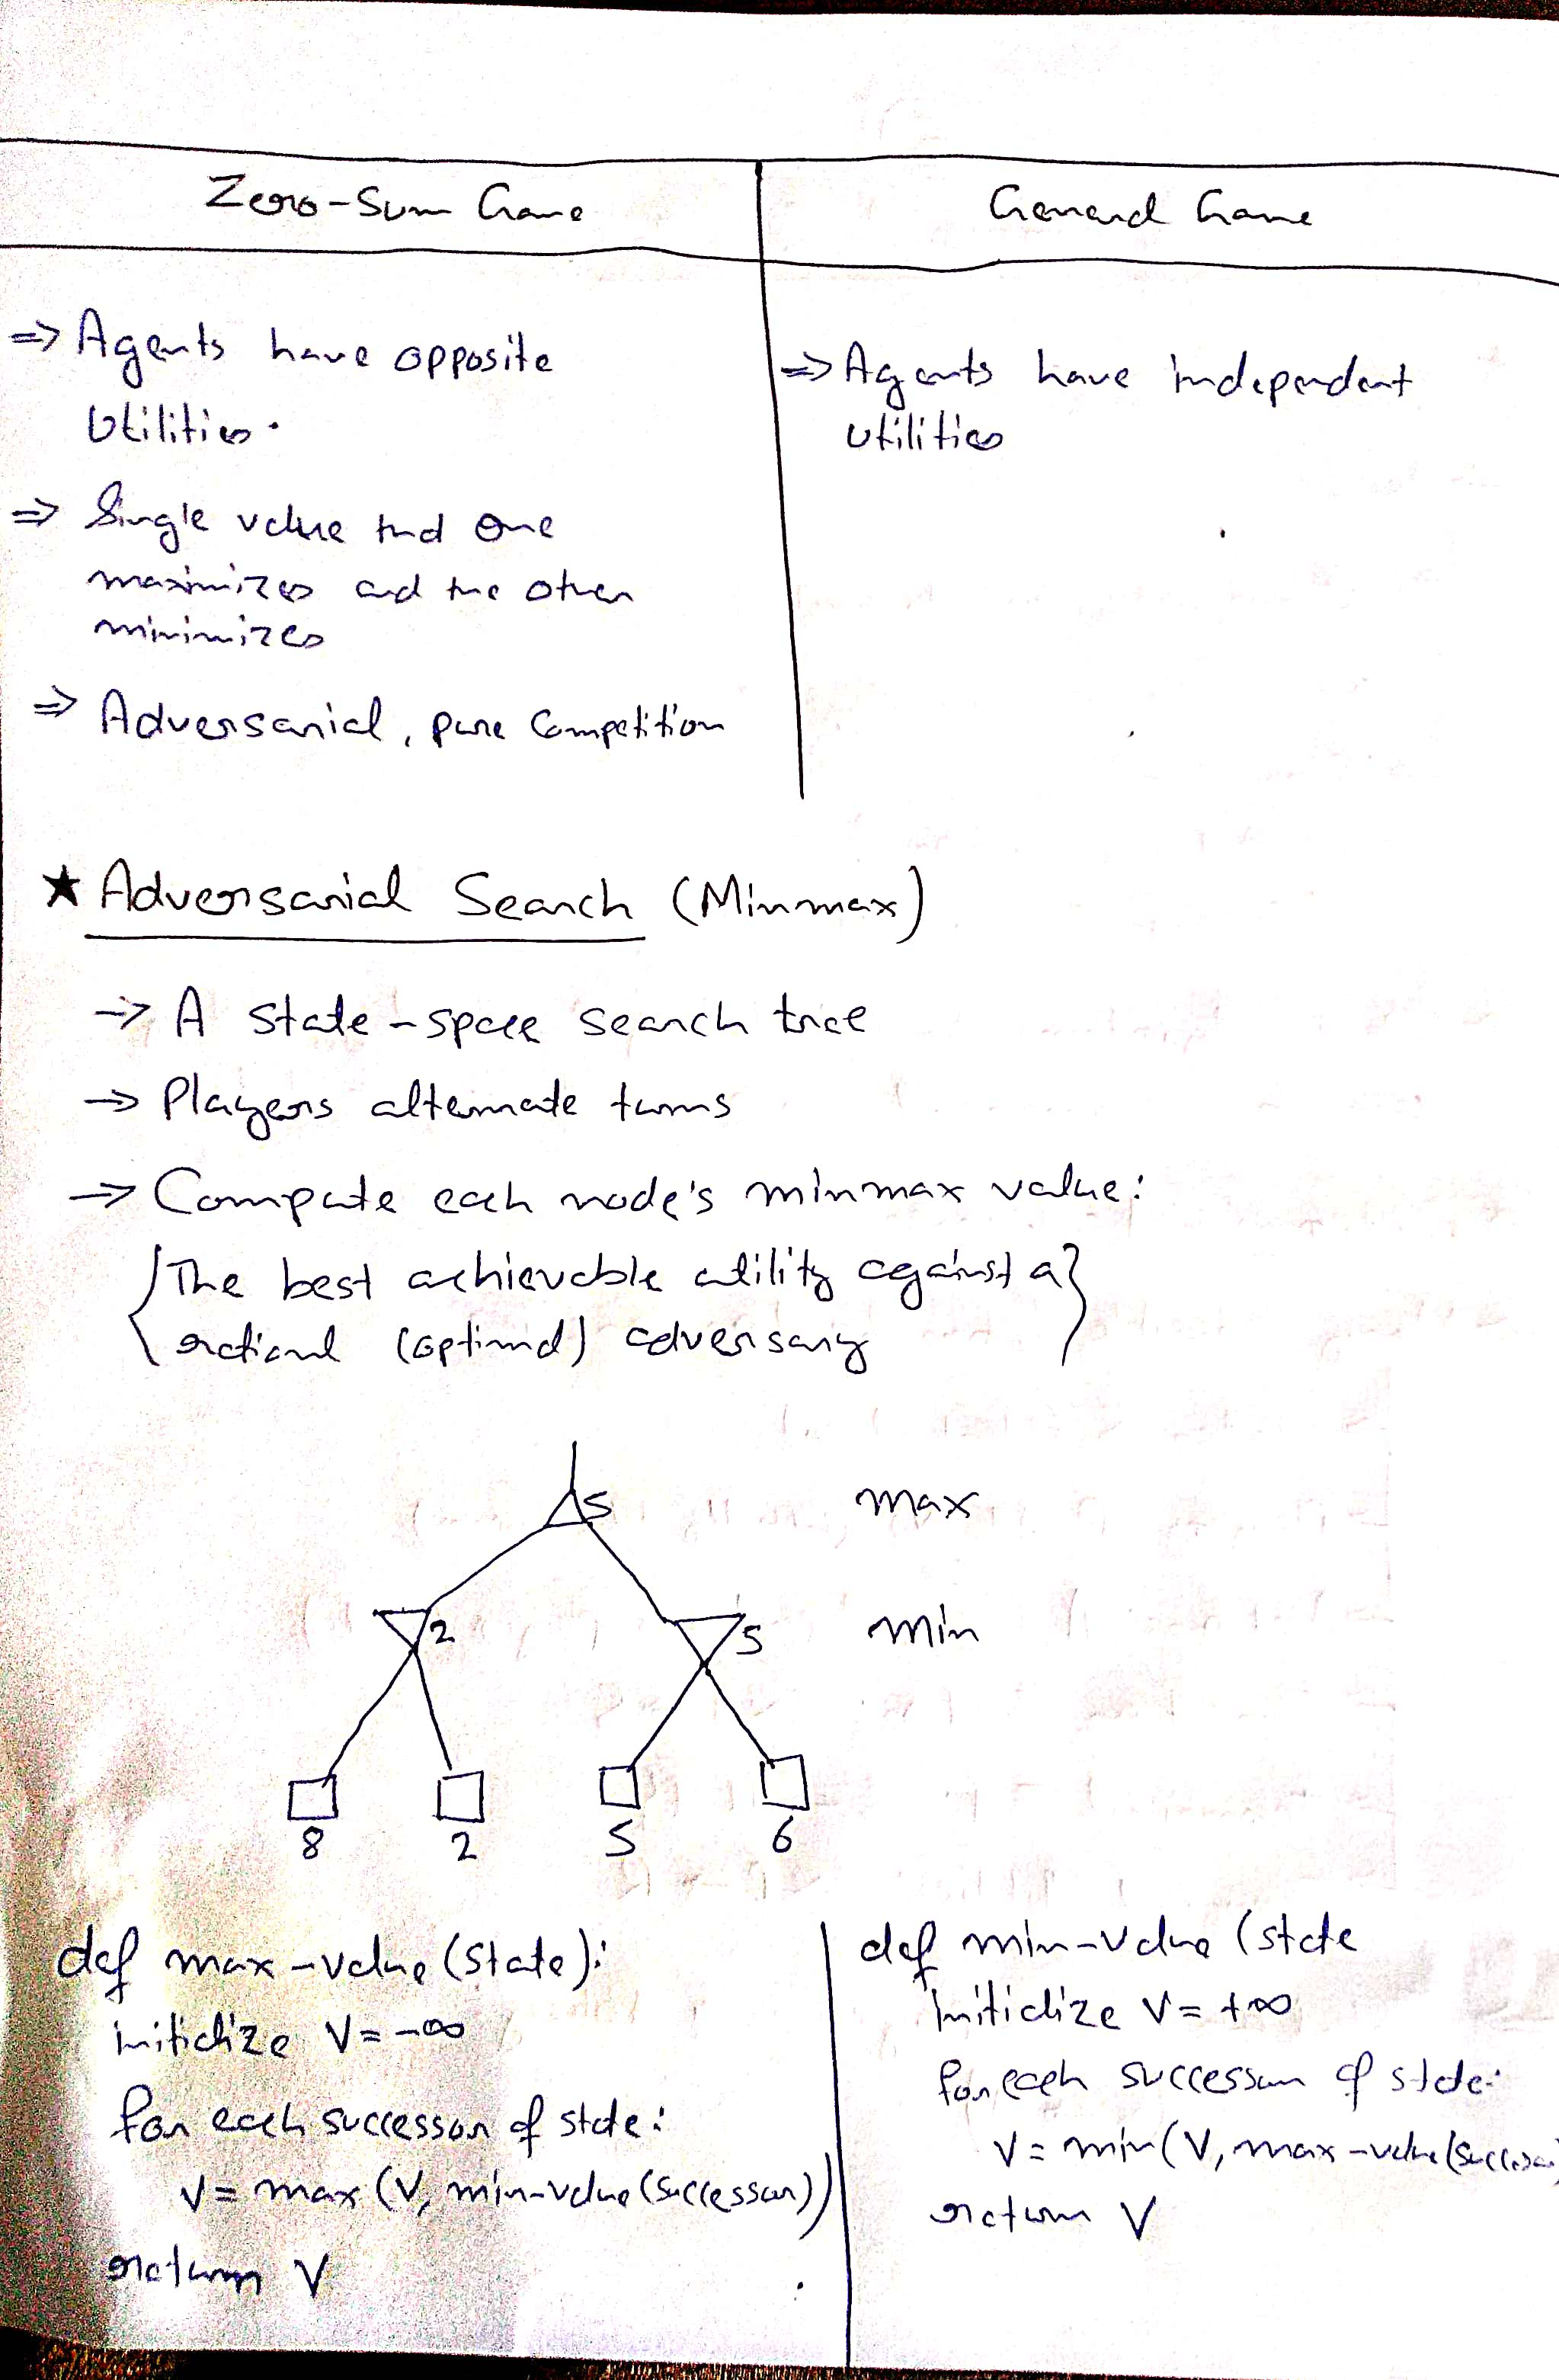 Zero-Sum Game
General Game
=> Agents have opposite
Utilities.
=> Single value that one
maximizes and the other
minimizes
=> Adversarial, pure Competition
=> Agents have independent
utilities
★ Adversarial Search (Minmax)
-> A state-space search tree
-> Players alternate turns
-> Compute each node's minmax value:
{The best achievable utility against a}
rational (optimal) adversary
5 max
2 5 min
8 2 5 6
def max-value (State):
initialize V = -∞
for each successor of state:
V = max (V, min-value (successor))
return V
def min-value (state
initialize V = +∞
for each successor of state:
V = min (V, max-value (successor)
return V